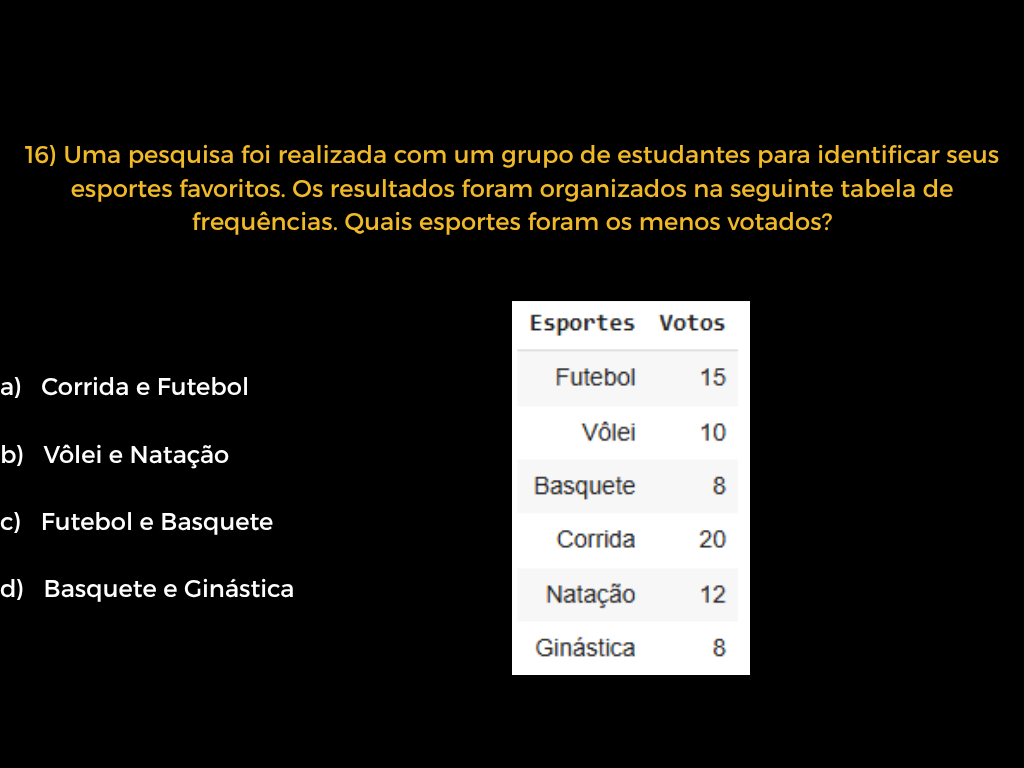 16) Uma pesquisa foi realizada com um grupo de estudantes para identificar seus
esportes favoritos. Os resultados foram organizados na seguinte tabela de
frequências. Quais esportes foram os menos votados?
a) Corrida e Futebol
b) Vôlei e Natação
c) Futebol e Basquete
d) Basquete e Ginástica
Esportes Votos
Futebol 15
Vôlei 10
Basquete 8
Corrida 20
Natação 12
Ginástica 8